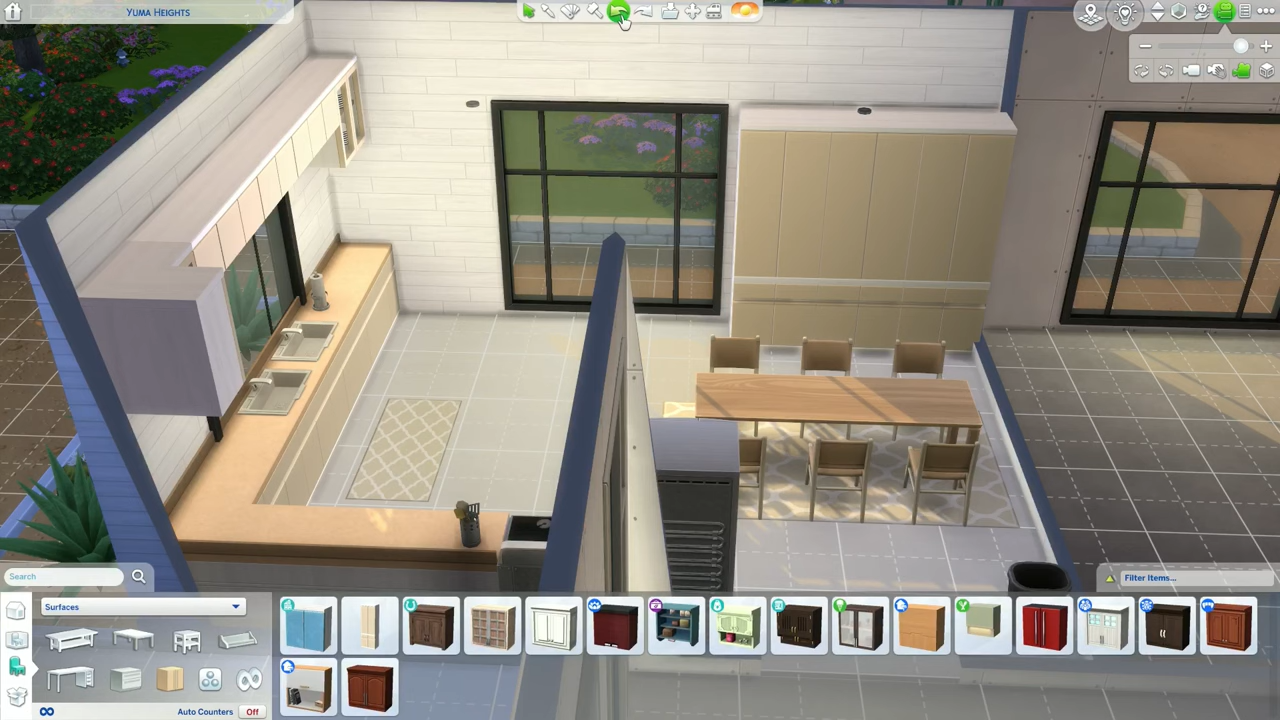 Yuma Heights
Search
Filter Items...
Surfaces
Auto Counters Off